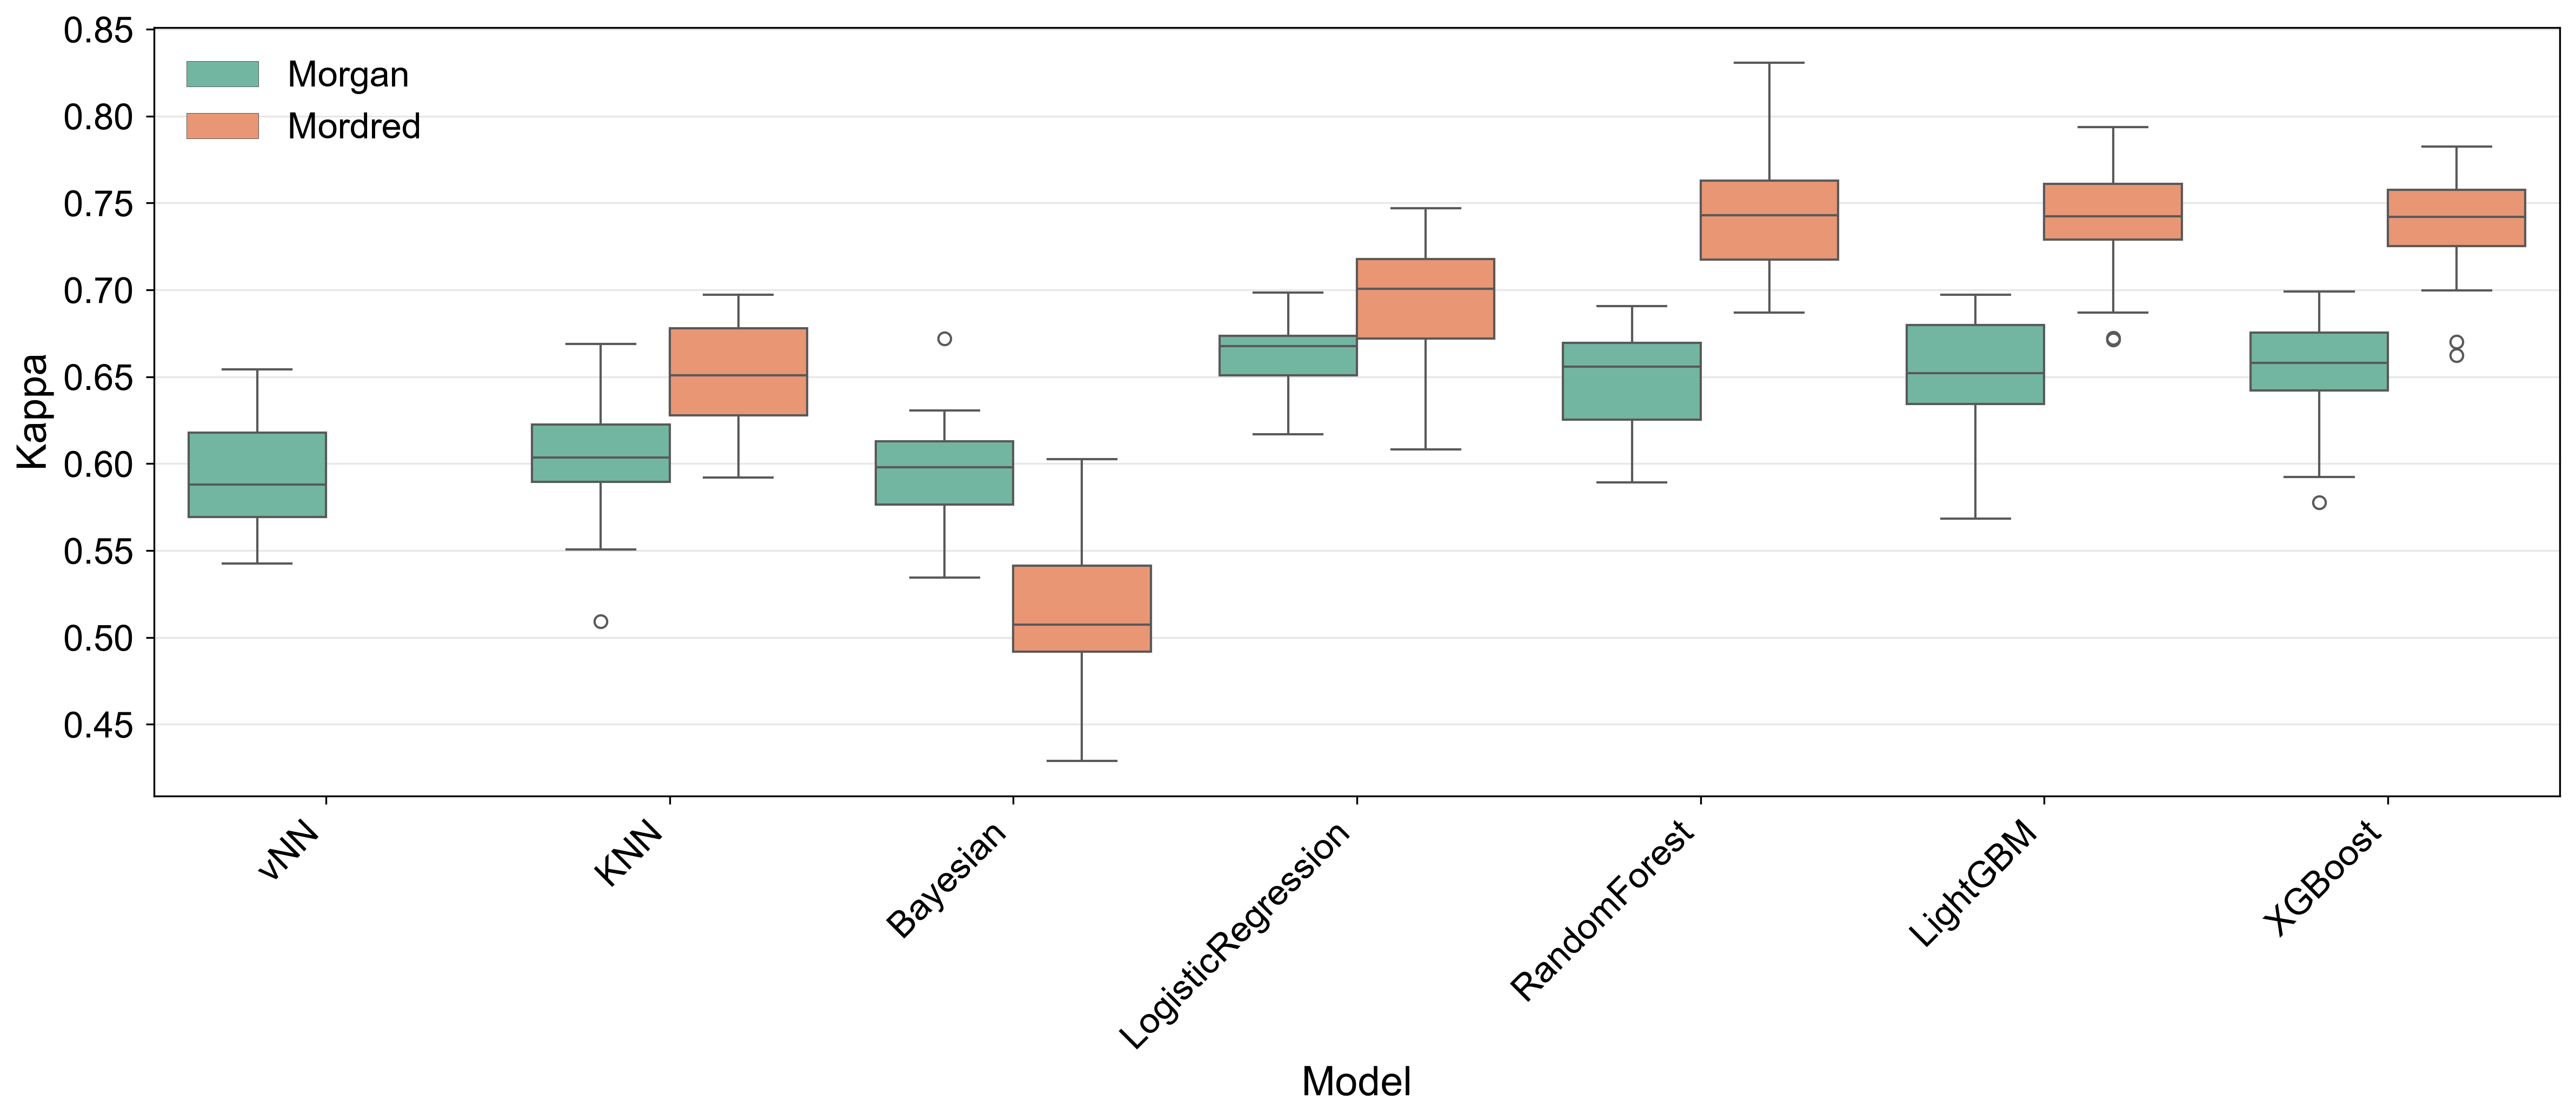 Kappa
0.85
0.80
0.75
0.70
0.65
0.60
0.55
0.50
0.45
Morgan
Mordred
vNN
KNN
Bayesian
LogisticRegression
RandomForest
LightGBM
XGBoost
Model